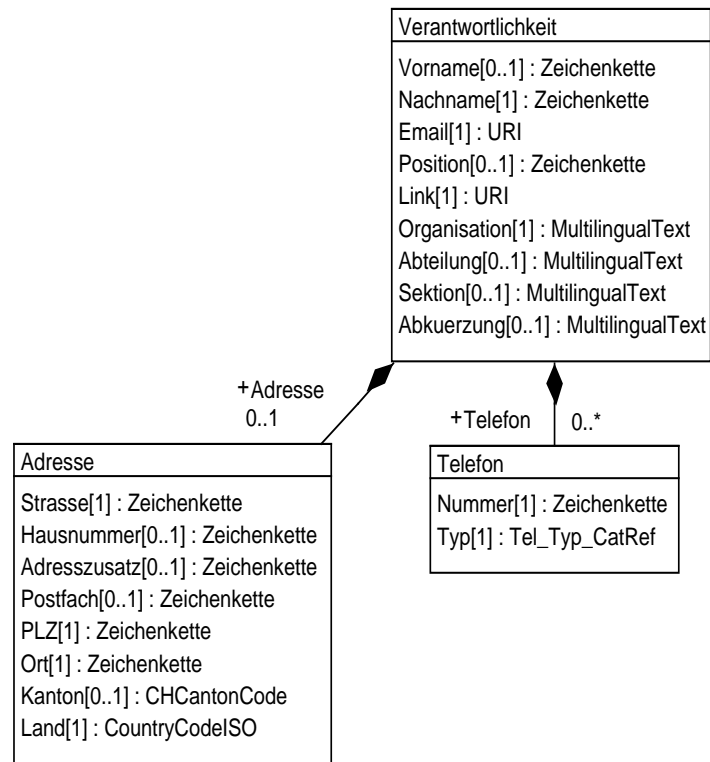 Verantwortlichkeit
Vorname[0..1] : Zeichenkette
Nachname[1] : Zeichenkette
Email[1] : URI
Position[0..1] : Zeichenkette
Link[1] : URI
Organisation[1] : MultilingualText
Abteilung[0..1] : MultilingualText
Sektion[0..1] : MultilingualText
Abkuerzung[0..1] : MultilingualText
+Adresse
0..1
+Telefon
0..*
Adresse
Strasse[1] : Zeichenkette
Hausnummer[0..1] : Zeichenkette
Adresszusatz[0..1] : Zeichenkette
Postfach[0..1] : Zeichenkette
PLZ[1] : Zeichenkette
Ort[1] : Zeichenkette
Kanton[0..1] : CHCantonCode
Land[1] : CountryCodeISO
Telefon
Nummer[1] : Zeichenkette
Typ[1] : Tel_Typ_CatRef